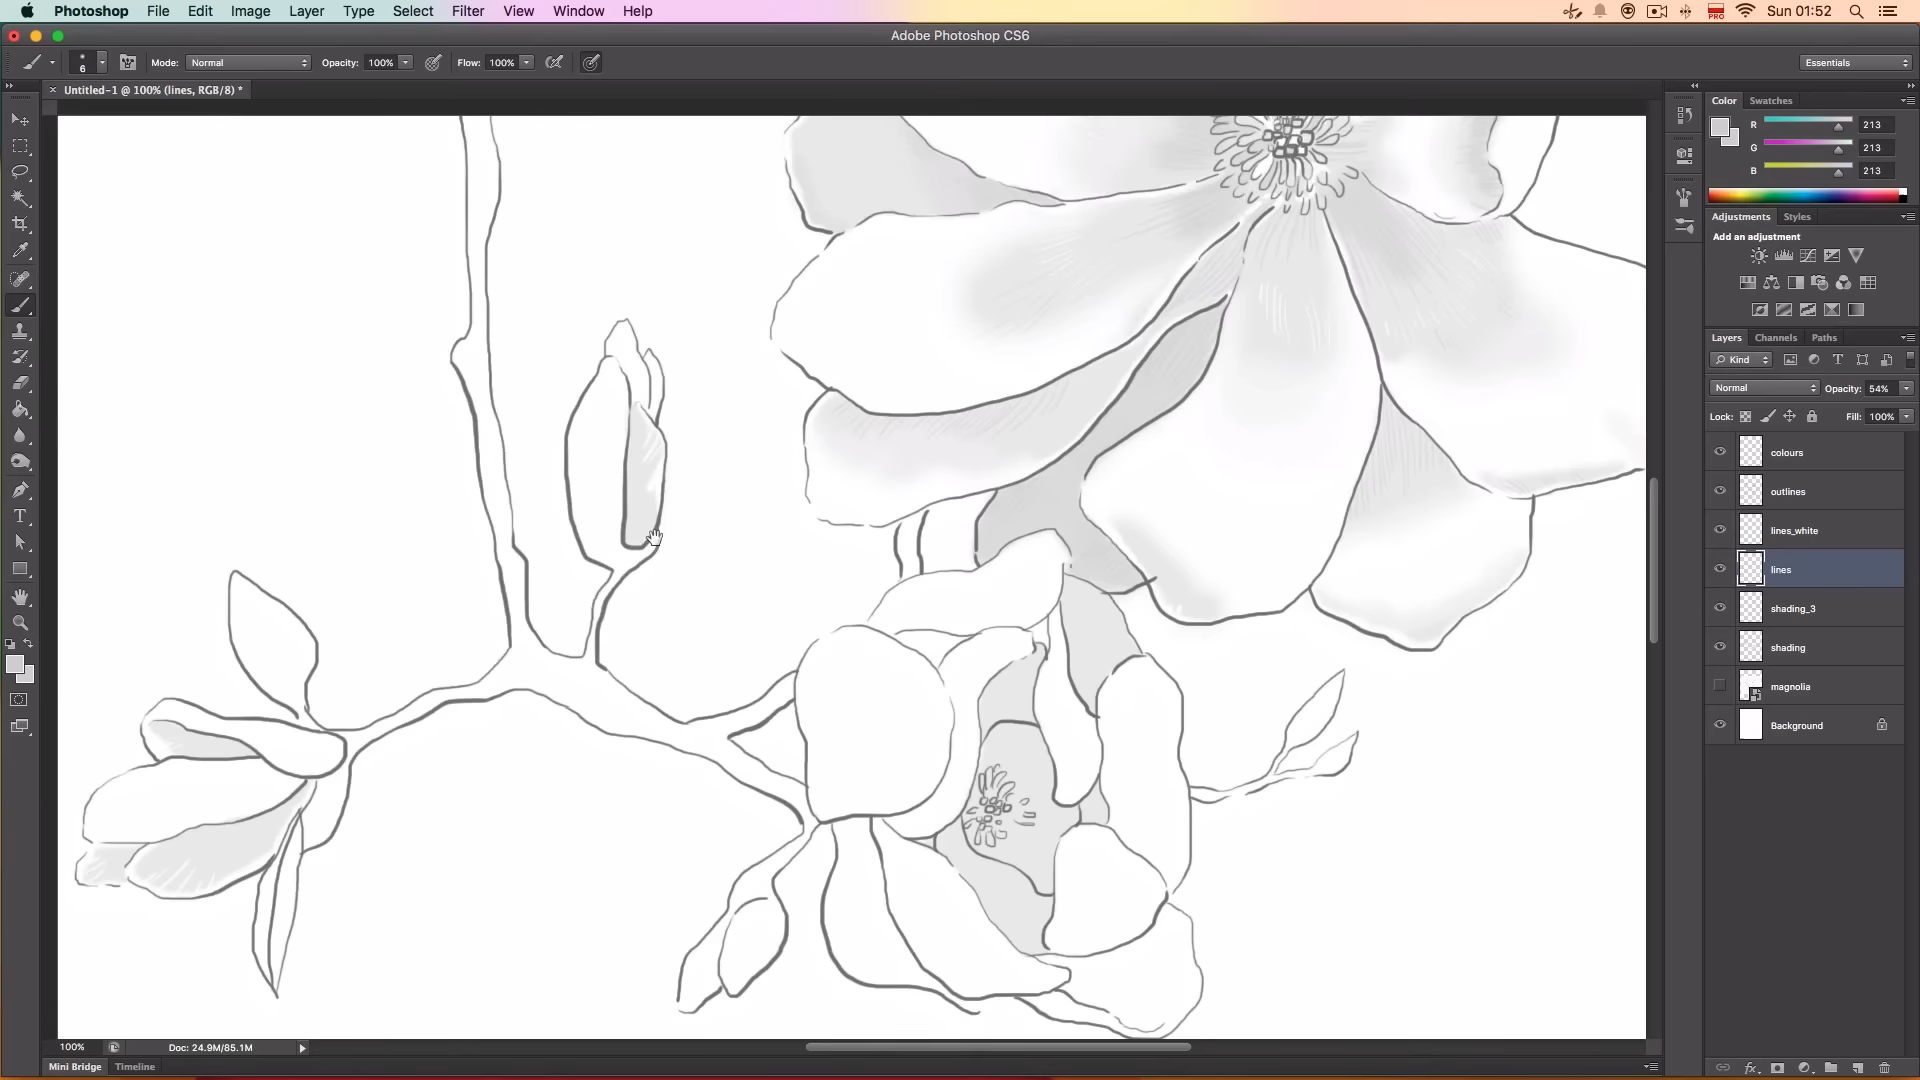 Photoshop File Edit Image Layer Type Select Filter View Window Help PRO Sun 01:52
Adobe Photoshop CS6
6 Mode: Normal Opacity: 100% Flow: 100% Essentials
Untitled-1 @ 100% (lines, RGB/8) *
Color Swatches
R 213
G 213
B 213
Adjustments Styles
Add an adjustment
Layers Channels Paths
Kind
Normal Opacity: 54%
Lock: Fill: 100%
colours
outlines
lines_white
lines
shading_3
shading
magnolia
Background
100% Doc: 24.9M/85.1M
Mini Bridge Timeline